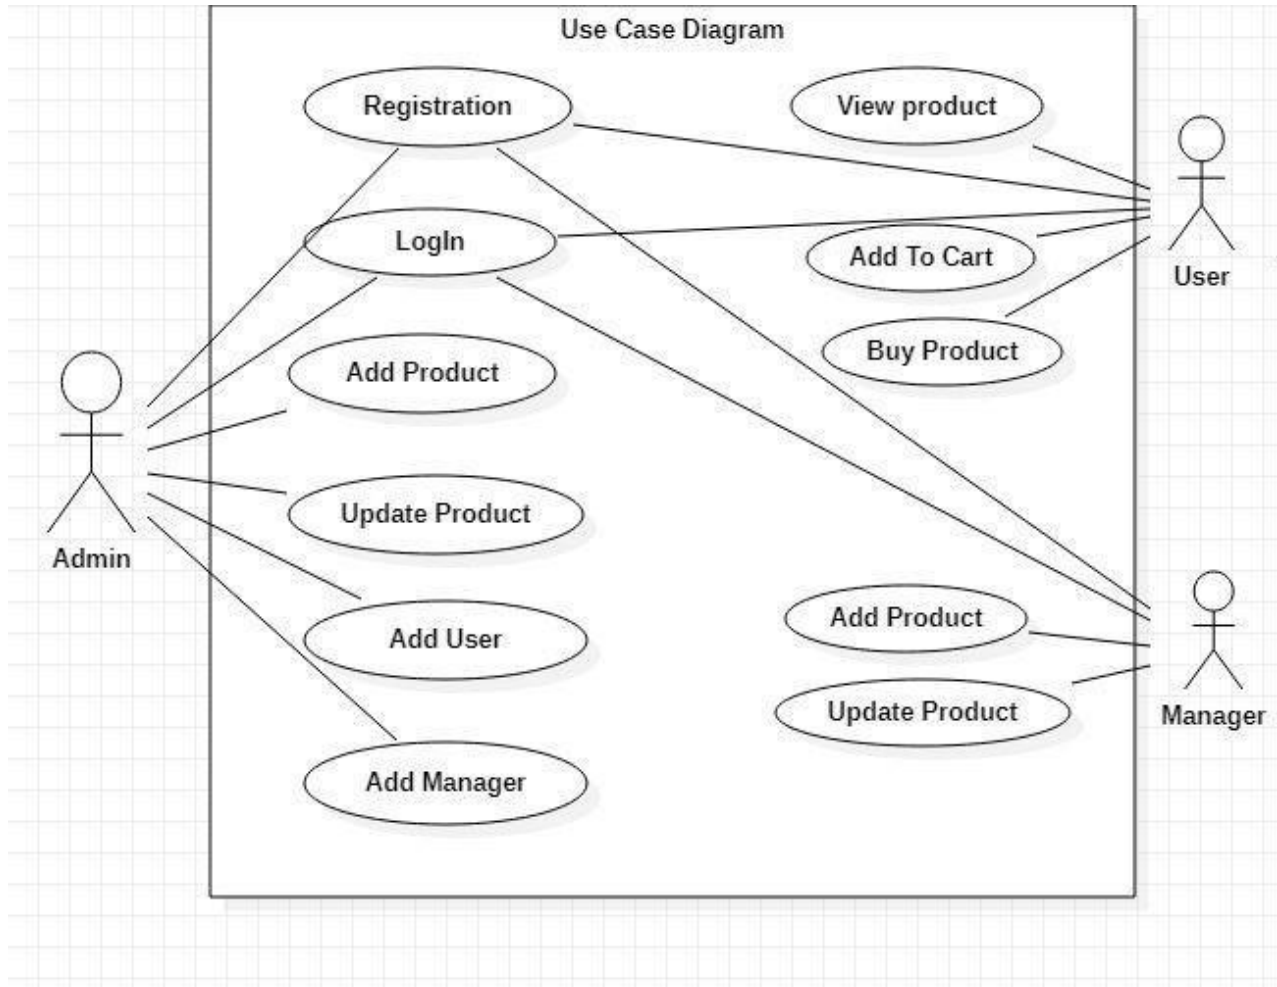 Use Case Diagram
Registration
View product
LogIn
Add To Cart
User
Add Product
Buy Product
Admin
Update Product
Add User
Add Product
Update Product
Manager
Add Manager